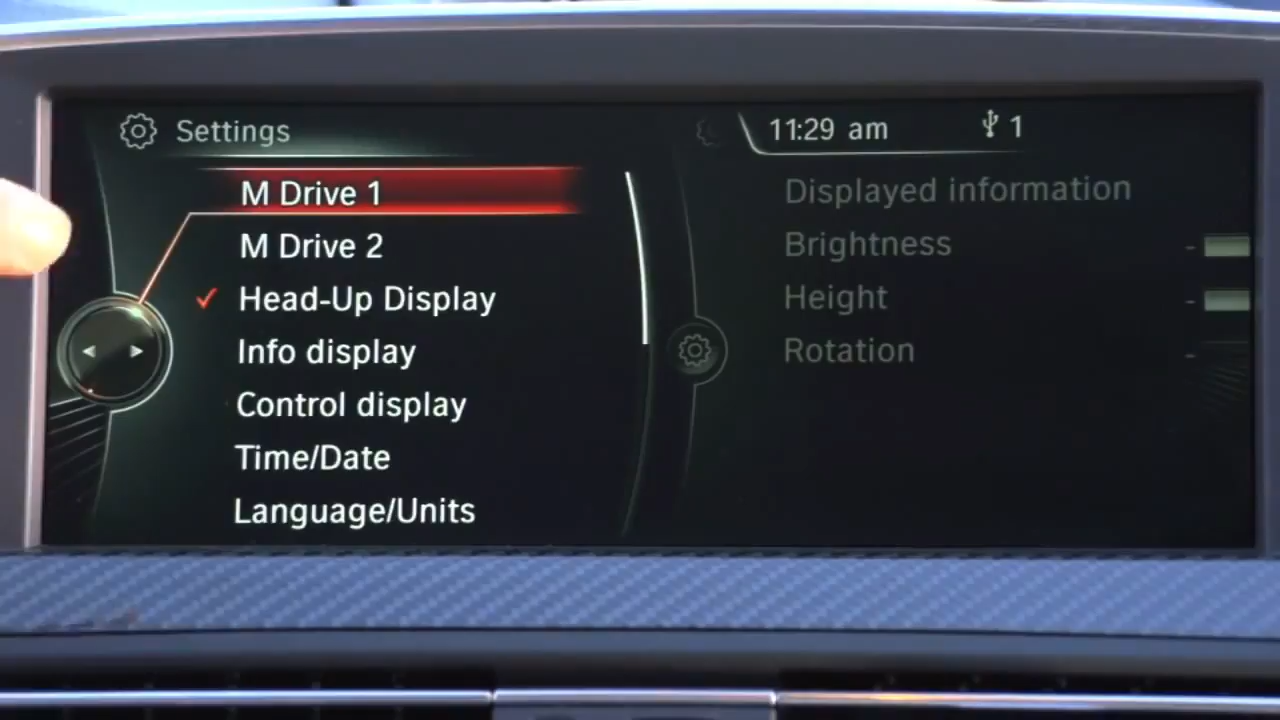 Settings
11:29 am 1
M Drive 1
M Drive 2
Head-Up Display
Info display
Control display
Time/Date
Language/Units
Displayed information
Brightness -
Height -
Rotation -